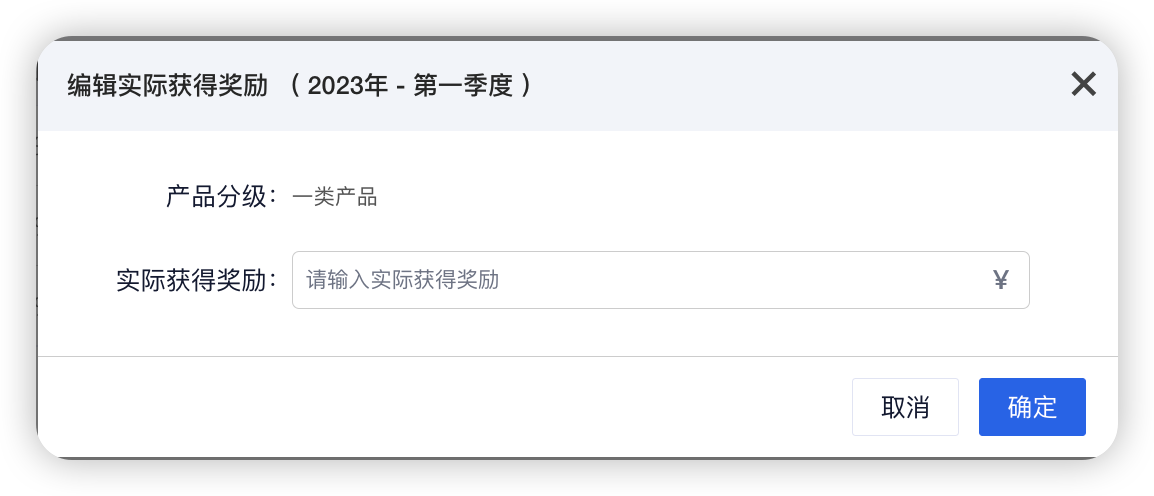 编辑实际获得奖励 （ 2023年 - 第一季度 ）
产品分级： 一类产品
实际获得奖励： 请输入实际获得奖励 ¥
取消 确定